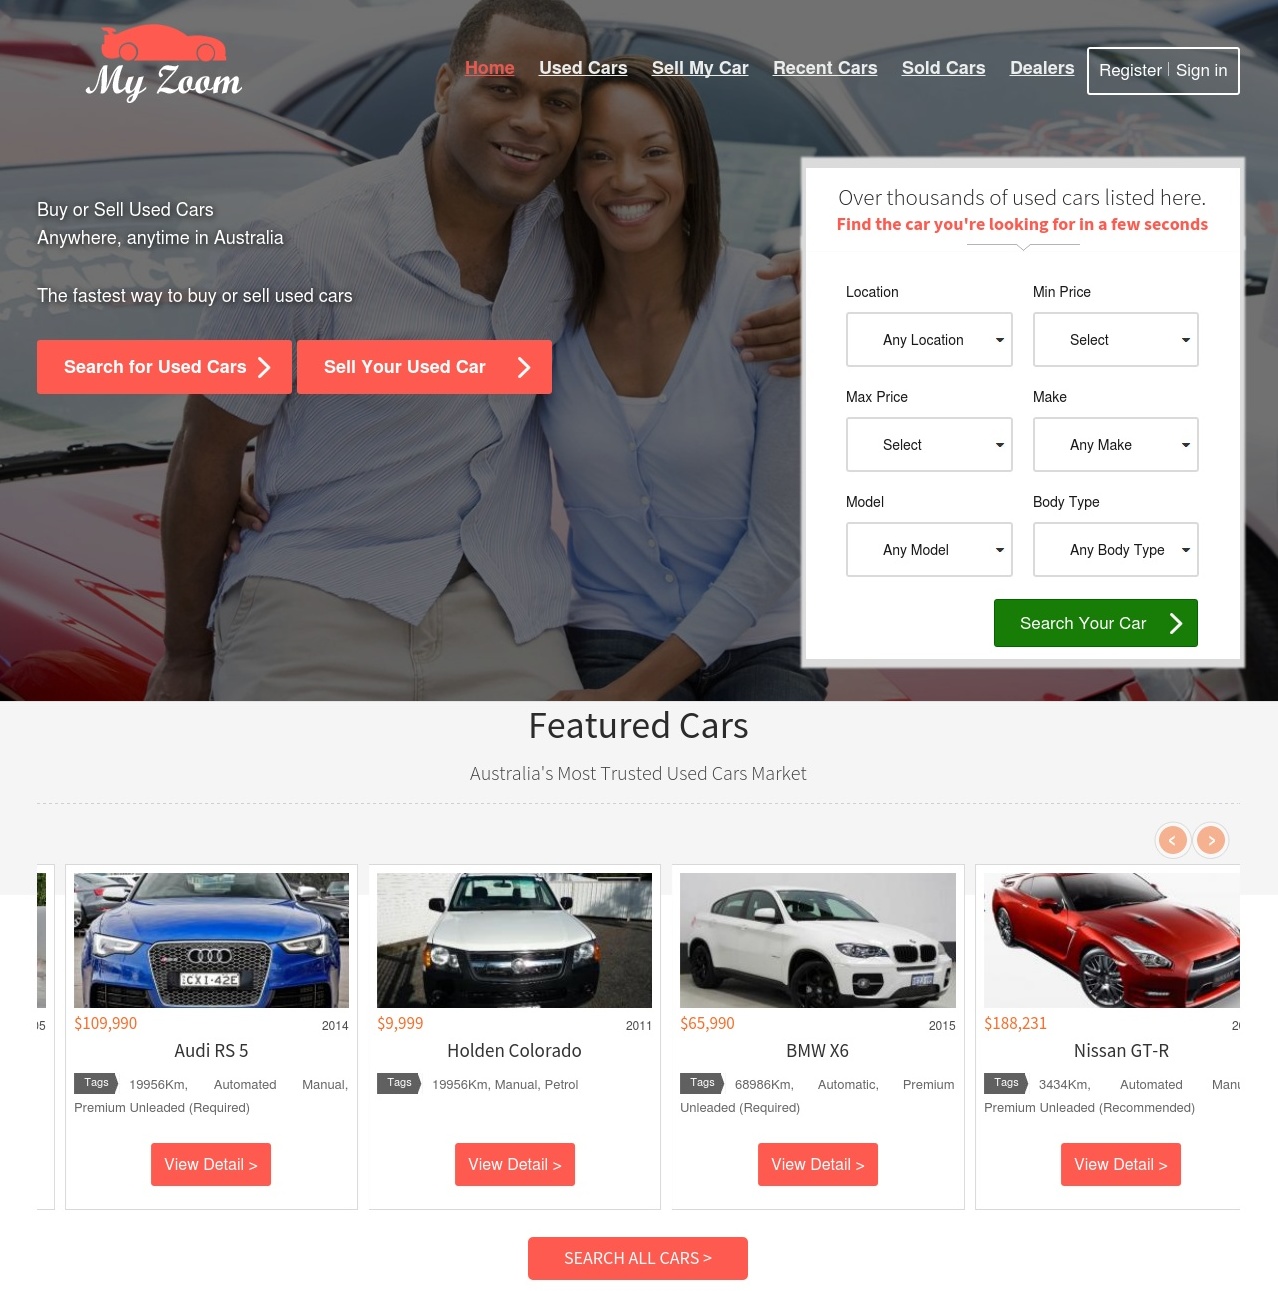 My Zoom
Home Used Cars Sell My Car Recent Cars Sold Cars Dealers Register | Sign in
Buy or Sell Used Cars
Anywhere, anytime in Australia
The fastest way to buy or sell used cars
Search for Used Cars
Sell Your Used Car
Over thousands of used cars listed here.
Find the car you're looking for in a few seconds
Location Min Price
Any Location Select
Max Price Make
Select Any Make
Model Body Type
Any Model Any Body Type
Search Your Car
Featured Cars
Australia's Most Trusted Used Cars Market
< >
CXI·42E
$109,990 2014
Audi RS 5
Tags 19956Km, Automated Manual,
Premium Unleaded (Required)
View Detail >
$9,999 2011
Holden Colorado
Tags 19956Km, Manual, Petrol
View Detail >
$65,990 2015
BMW X6
Tags 68986Km, Automatic, Premium
Unleaded (Required)
View Detail >
$188,231
Nissan GT-R
Tags 3434Km, Automated
Premium Unleaded (Recommended)
View Detail >
SEARCH ALL CARS >